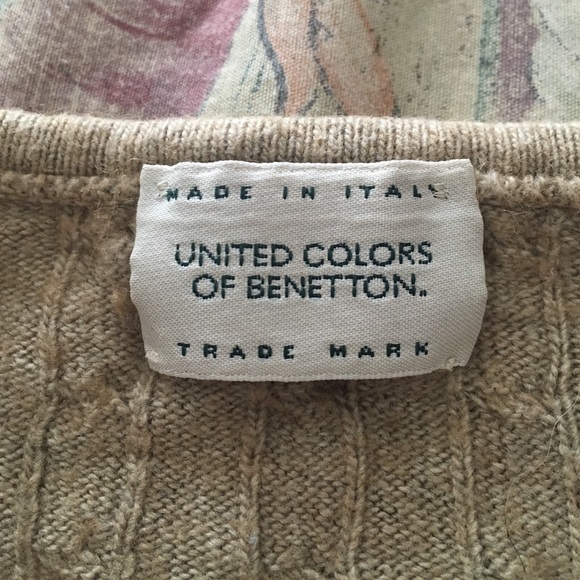 MADE IN ITALY
UNITED COLORS
OF BENETTON.
TRADE MARK